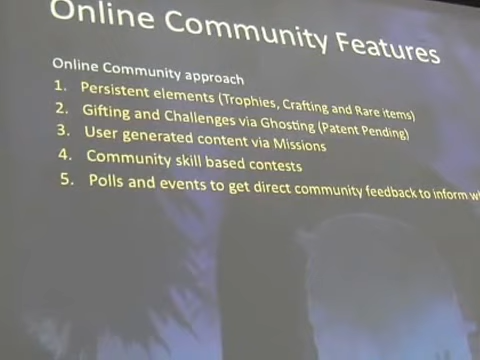 Online Community Features
Online Community approach
1. Persistent elements (Trophies, Crafting and Rare items)
2. Gifting and Challenges via Ghosting (Patent Pending)
3. User generated content via Missions
4. Community skill based contests
5. Polls and events to get direct community feedback to inform